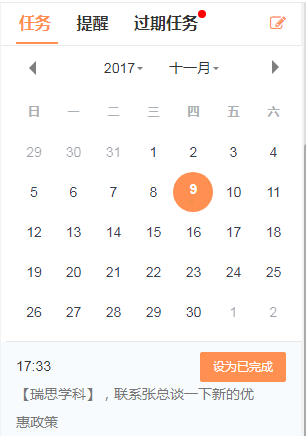 任务 提醒 过期任务
2017 十一月
日 一 二 三 四 五 六
29 30 31 1 2 3 4
5 6 7 8 9 10 11
12 13 14 15 16 17 18
19 20 21 22 23 24 25
26 27 28 29 30 1 2
17:33 设为已完成
【瑞思学科】，联系张总谈一下新的优
惠政策